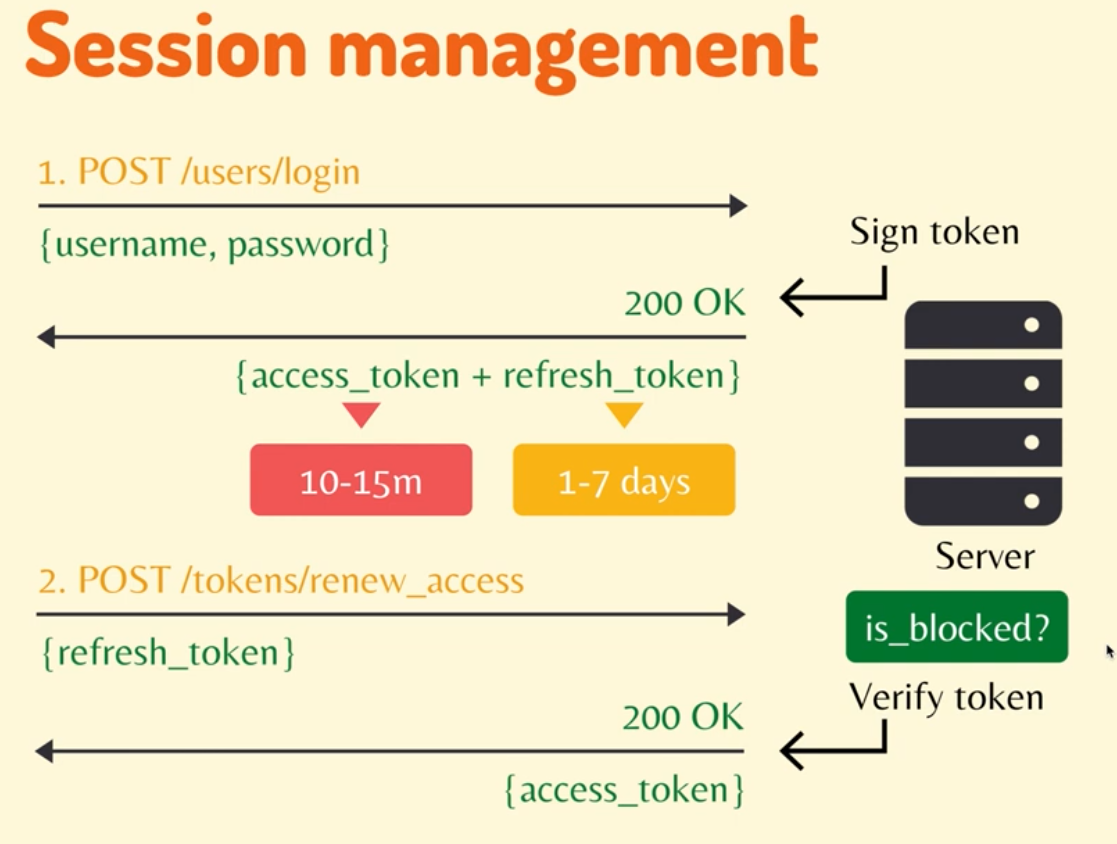 Session management
1. POST /users/login
{username, password}
Sign token
200 OK
{access_token + refresh_token}
10-15m
1-7 days
Server
2. POST /tokens/renew_access
{refresh_token}
is_blocked?
Verify token
200 OK
{access_token}